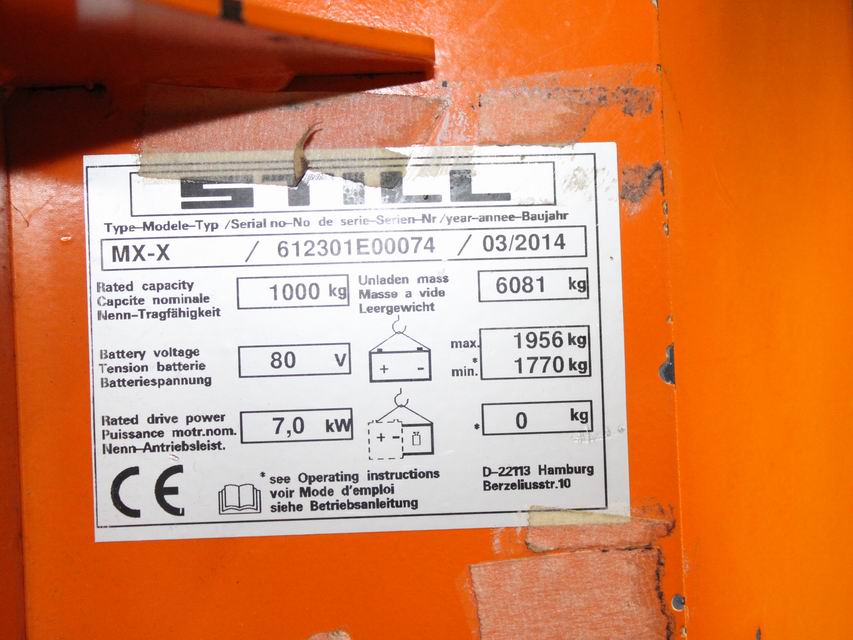 STILL
Type-Modele-Typ /Serial no-No de serie-Serien-Nr /year-annee-Baujahr
MX-X / 612301E00074 / 03/2014
Rated capacity
Capcite nominale
Nenn-Tragfähigkeit
1000 kg
Unladen mass
Masse a vide
Leergewicht
6081 kg
Battery voltage
Tension batterie
Batteriespannung
80 V
+ -
max. 1956 kg
* min. 1770 kg
Rated drive power
Puissance motr.nom.
Nenn-Antriebsleist.
7,0 kW
+ -
* 0 kg
CE
* see Operating instructions
voir Mode d'emploi
siehe Betriebsanleitung
D-22113 Hamburg
Berzeliusstr.10